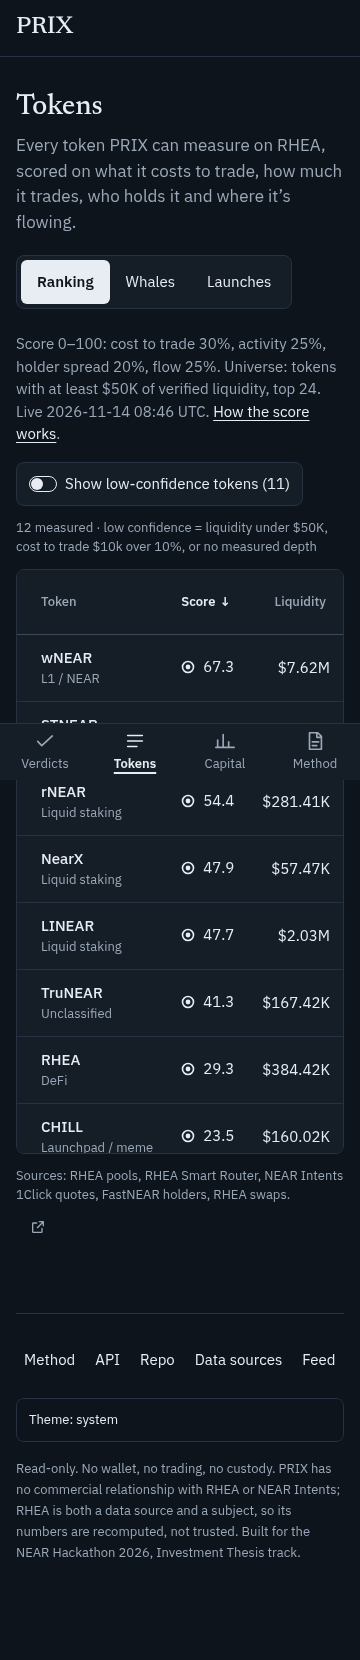 PRIX
Tokens
Every token PRIX can measure on RHEA,
scored on what it costs to trade, how much
it trades, who holds it and where it’s
flowing.
Ranking Whales Launches
Score 0–100: cost to trade 30%, activity 25%,
holder spread 20%, flow 25%. Universe: tokens
with at least $50K of verified liquidity, top 24.
Live 2026-11-14 08:46 UTC. How the score
works.
Show low-confidence tokens (11)
12 measured · low confidence = liquidity under $50K,
cost to trade $10k over 10%, or no measured depth
Token Score ↓ Liquidity
wNEAR 67.3 $7.62M
L1 / NEAR
STNEAR
Verdicts Tokens Capital Method
rNEAR 54.4 $281.41K
Liquid staking
NearX 47.9 $57.47K
Liquid staking
LINEAR 47.7 $2.03M
Liquid staking
TruNEAR 41.3 $167.42K
Unclassified
RHEA 29.3 $384.42K
DeFi
CHILL 23.5 $160.02K
Launchpad / meme
Sources: RHEA pools, RHEA Smart Router, NEAR Intents
1Click quotes, FastNEAR holders, RHEA swaps.
Method API Repo Data sources Feed
Theme: system
Read-only. No wallet, no trading, no custody. PRIX has
no commercial relationship with RHEA or NEAR Intents;
RHEA is both a data source and a subject, so its
numbers are recomputed, not trusted. Built for the
NEAR Hackathon 2026, Investment Thesis track.